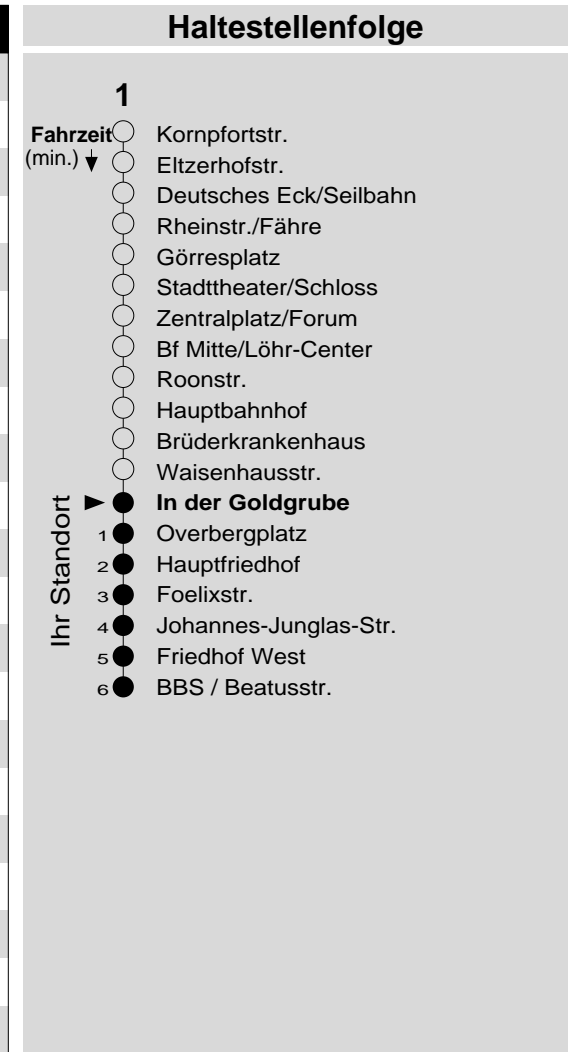 Haltestellenfolge
1
Fahrzeit Kornpfortstr.
(min.) Eltzerhofstr.
Deutsches Eck/Seilbahn
Rheinstr./Fähre
Görresplatz
Stadttheater/Schloss
Zentralplatz/Forum
Bf Mitte/Löhr-Center
Roonstr.
Hauptbahnhof
Brüderkrankenhaus
Waisenhausstr.
Ihr Standort
In der Goldgrube
1 Overbergplatz
2 Hauptfriedhof
3 Foelixstr.
4 Johannes-Junglas-Str.
5 Friedhof West
6 BBS / Beatusstr.